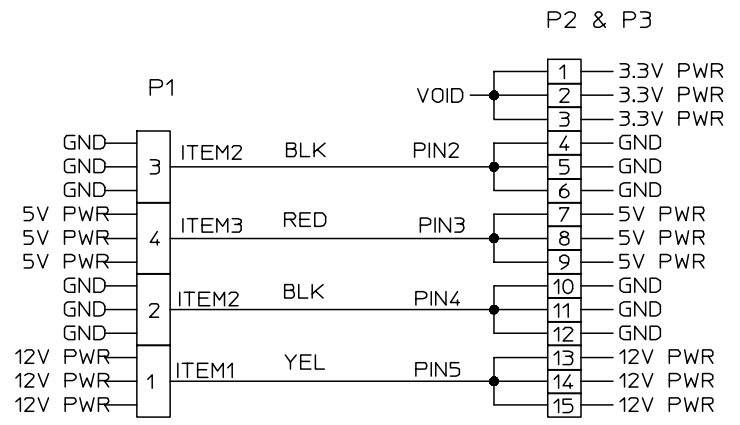 P2 & P3
P1
VOID 1 3.3V PWR
2 3.3V PWR
3 3.3V PWR
GND 3 ITEM2 BLK PIN2 4 GND
GND 5 GND
GND 6 GND
5V PWR 4 ITEM3 RED PIN3 7 5V PWR
5V PWR 8 5V PWR
5V PWR 9 5V PWR
GND 2 ITEM2 BLK PIN4 10 GND
GND 11 GND
GND 12 GND
12V PWR 1 ITEM1 YEL PIN5 13 12V PWR
12V PWR 14 12V PWR
12V PWR 15 12V PWR